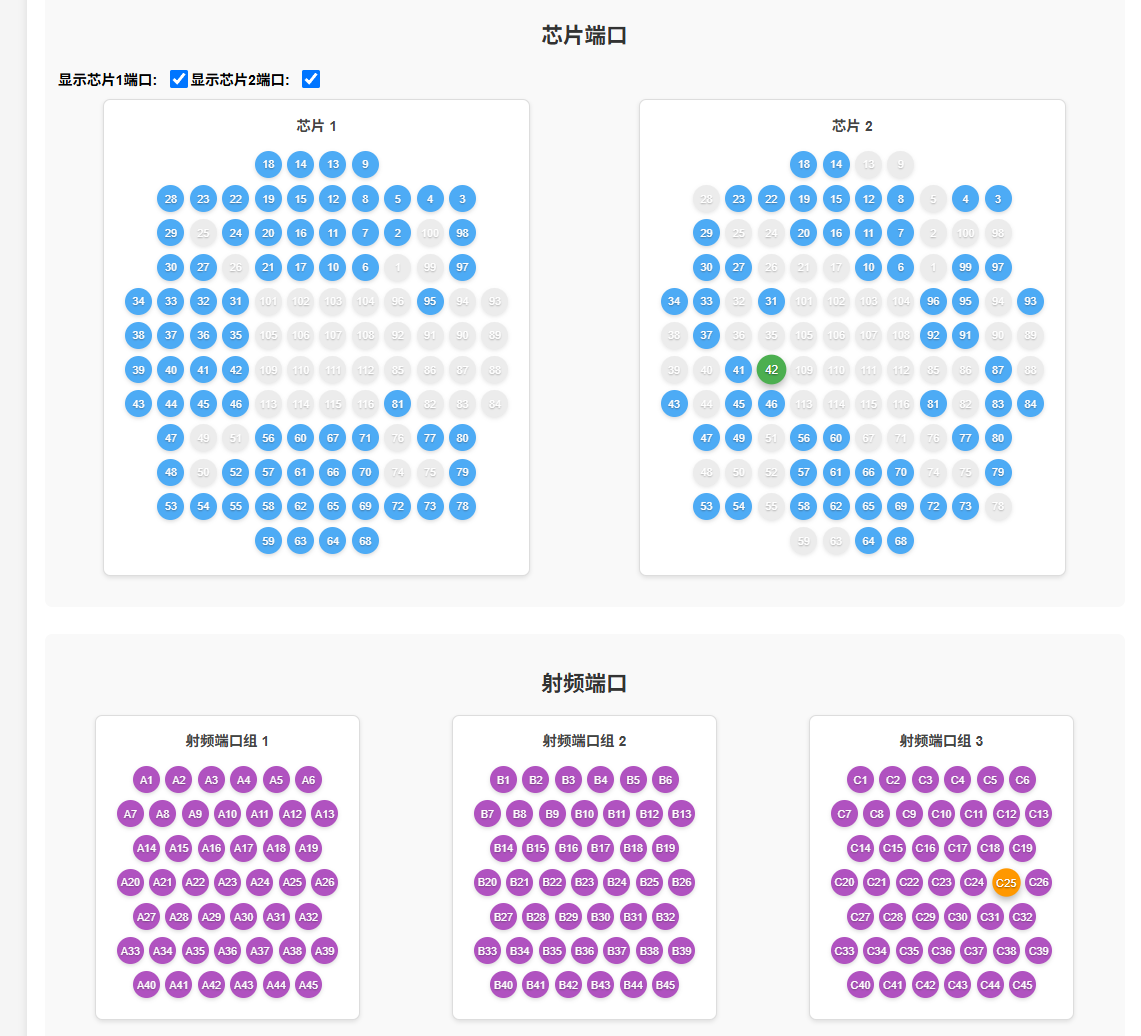 芯片端口
显示芯片1端口: 显示芯片2端口:
芯片 1
18 14 13 9
28 23 22 19 15 12 8 5 4 3
29 25 24 20 16 11 7 2 100 98
30 27 26 21 17 10 6 1 99 97
34 33 32 31 101 102 103 104 96 95 94 93
38 37 36 35 105 106 107 108 92 91 90 89
39 40 41 42 109 110 111 112 85 86 87 88
43 44 45 46 113 114 115 116 81 82 83 84
47 49 51 56 60 67 71 76 77 80
48 50 52 57 61 66 70 74 75 79
53 54 55 58 62 65 69 72 73 78
59 63 64 68
芯片 2
18 14 13 9
28 23 22 19 15 12 8 5 4 3
29 25 24 20 16 11 7 2 100 98
30 27 26 21 17 10 6 1 99 97
34 33 32 31 101 102 103 104 96 95 94 93
38 37 36 35 105 106 107 108 92 91 90 89
39 40 41 42 109 110 111 112 85 86 87 88
43 44 45 46 113 114 115 116 81 82 83 84
47 49 51 56 60 67 71 76 77 80
48 50 52 57 61 66 70 74 75 79
53 54 55 58 62 65 69 72 73 78
59 63 64 68
射频端口
射频端口组 1
A1 A2 A3 A4 A5 A6
A7 A8 A9 A10 A11 A12 A13
A14 A15 A16 A17 A18 A19
A20 A21 A22 A23 A24 A25 A26
A27 A28 A29 A30 A31 A32
A33 A34 A35 A36 A37 A38 A39
A40 A41 A42 A43 A44 A45
射频端口组 2
B1 B2 B3 B4 B5 B6
B7 B8 B9 B10 B11 B12 B13
B14 B15 B16 B17 B18 B19
B20 B21 B22 B23 B24 B25 B26
B27 B28 B29 B30 B31 B32
B33 B34 B35 B36 B37 B38 B39
B40 B41 B42 B43 B44 B45
射频端口组 3
C1 C2 C3 C4 C5 C6
C7 C8 C9 C10 C11 C12 C13
C14 C15 C16 C17 C18 C19
C20 C21 C22 C23 C24 C25 C26
C27 C28 C29 C30 C31 C32
C33 C34 C35 C36 C37 C38 C39
C40 C41 C42 C43 C44 C45